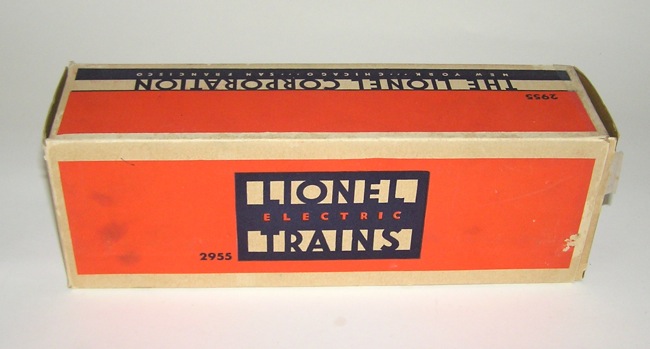 NEW YORK · · · CHICAGO · · · SAN FRANCISCO
THE LIONEL CORPORATION
2955
LIONEL
ELECTRIC
TRAINS
2955